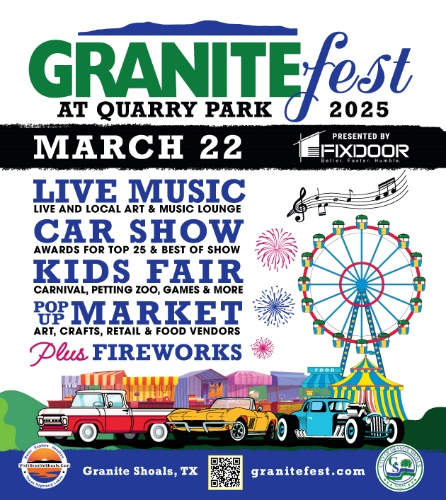 GRANITEfest
AT QUARRY PARK 2025
MARCH 22
PRESENTED BY
FIXDOOR
Better. Faster. Humble.
LIVE MUSIC
LIVE AND LOCAL ART & MUSIC LOUNGE
CAR SHOW
AWARDS FOR TOP 25 & BEST OF SHOW
KIDS FAIR
CARNIVAL, PETTING ZOO, GAMES & MORE
POP UP MARKET
ART, CRAFTS, RETAIL & FOOD VENDORS
Plus FIREWORKS
FOOD
VisitGraniteShoals.Com
Granite Shoals, TX
granitefest.com